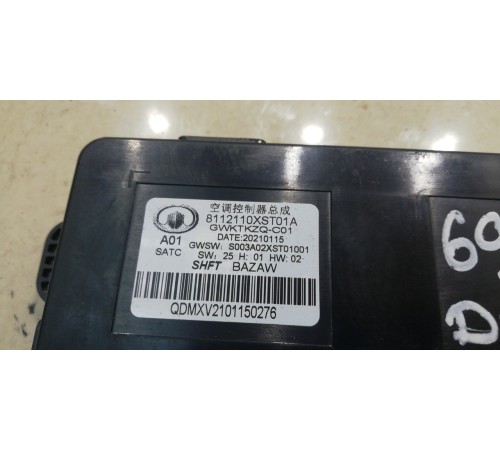 空调控制器总成
8112110XST01A
GWKTKZQ-C01
DATE:20210115
A01
GWSW: S003A02XST01001
SATC
SW: 25 H: 01 HW: 02
SHFT BAZAW
QDMXV2101150276
60
D